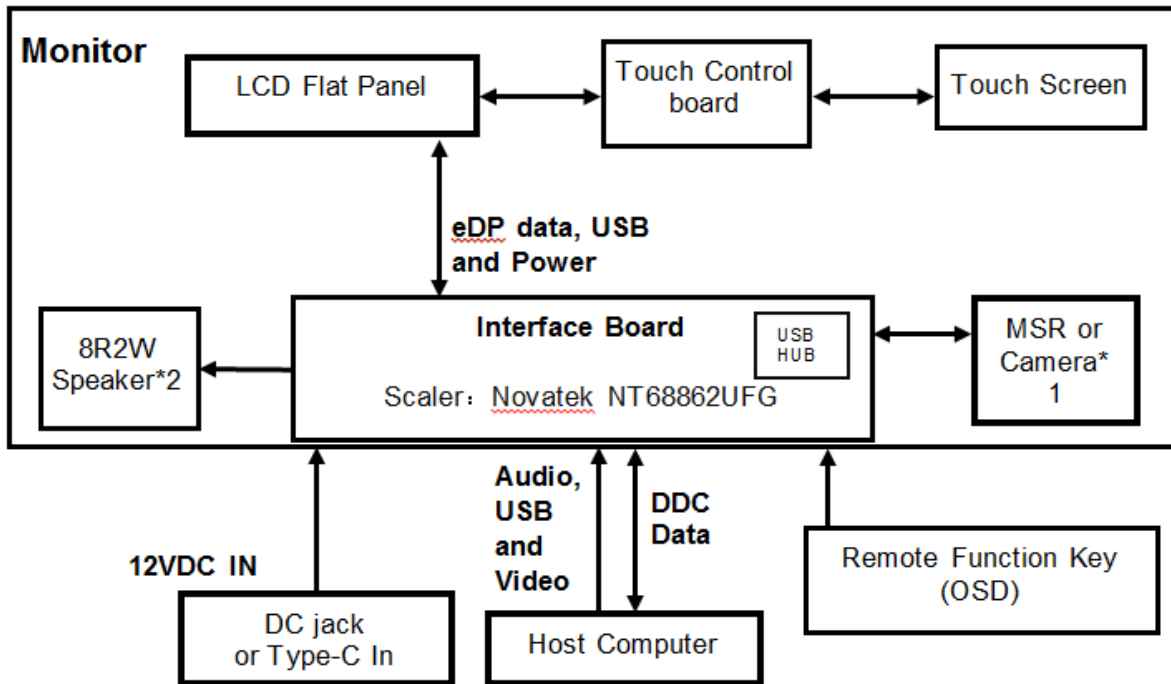 Monitor
LCD Flat Panel
Touch Control
board
Touch Screen
eDP data, USB
and Power
8R2W
Speaker*2
Interface Board
USB
HUB
Scaler：Novatek NT68862UFG
MSR or
Camera*
1
Audio,
USB
and
Video
DDC
Data
12VDC IN
DC jack
or Type-C In
Host Computer
Remote Function Key
(OSD)